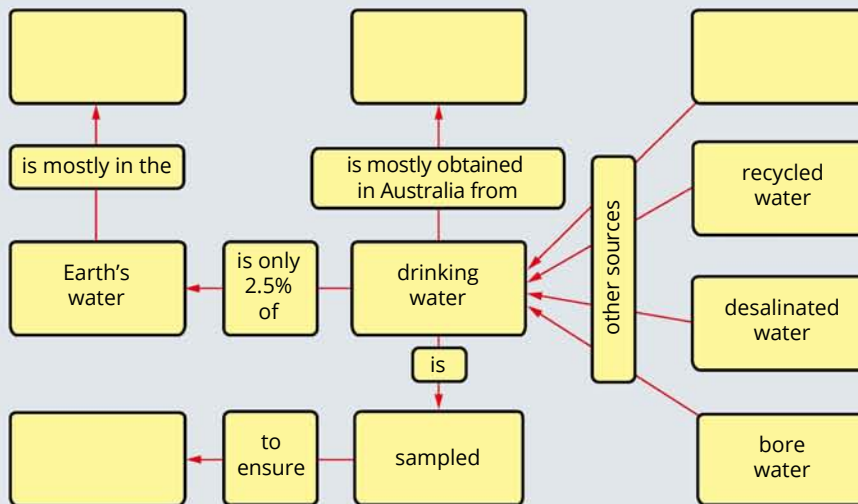 is mostly in the
is mostly obtained
in Australia from
other sources
recycled
water
Earth's
water
is only
2.5%
of
drinking
water
desalinated
water
is
to
ensure
sampled
bore
water